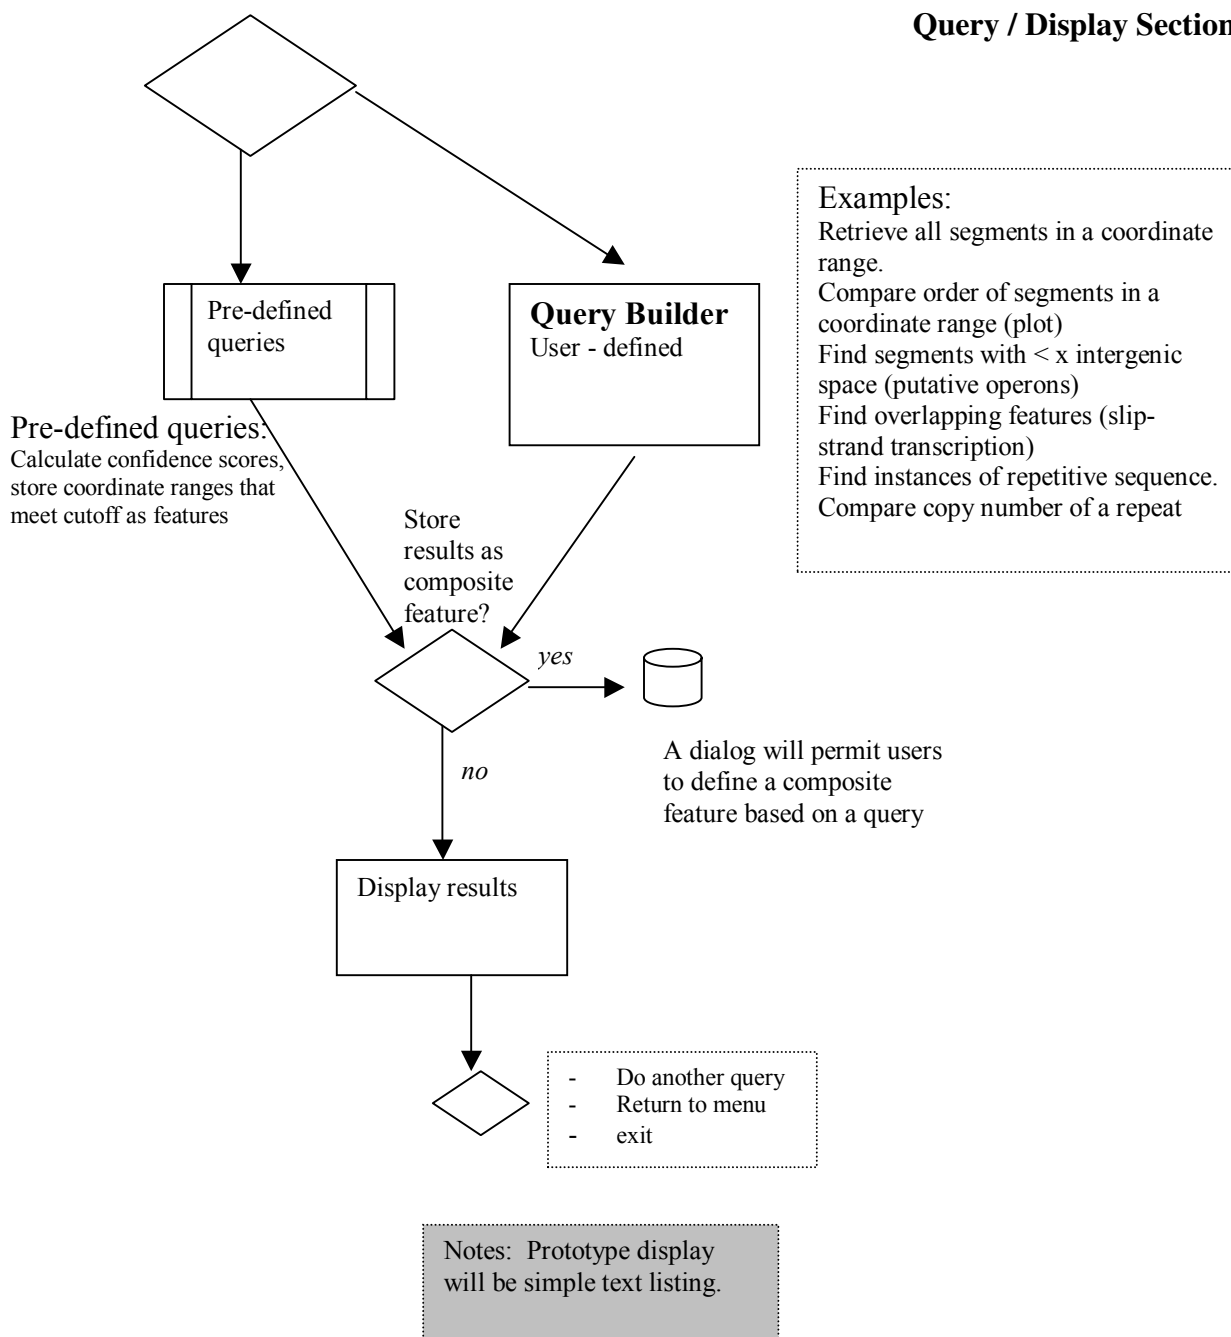 Query / Display Section
Examples:
Retrieve all segments in a coordinate
range.
Compare order of segments in a
coordinate range (plot)
Find segments with < x intergenic
space (putative operons)
Find overlapping features (slip-
strand transcription)
Find instances of repetitive sequence.
Compare copy number of a repeat
Pre-defined
queries
Query Builder
User - defined
Pre-defined queries:
Calculate confidence scores,
store coordinate ranges that
meet cutoff as features
Store
results as
composite
feature?
yes
no
A dialog will permit users
to define a composite
feature based on a query
Display results
- Do another query
- Return to menu
- exit
Notes: Prototype display
will be simple text listing.